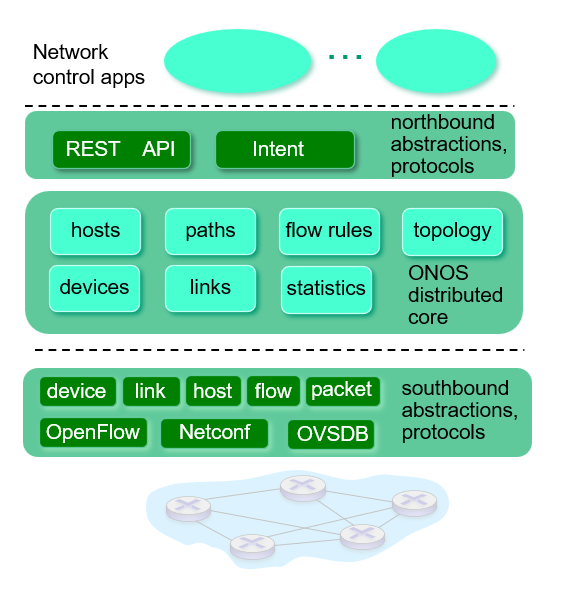 Network
control apps
...
northbound
abstractions,
protocols
REST API
Intent
hosts
paths
flow rules
topology
devices
links
statistics
ONOS
distributed
core
device
link
host
flow
packet
southbound
abstractions,
protocols
OpenFlow
Netconf
OVSDB